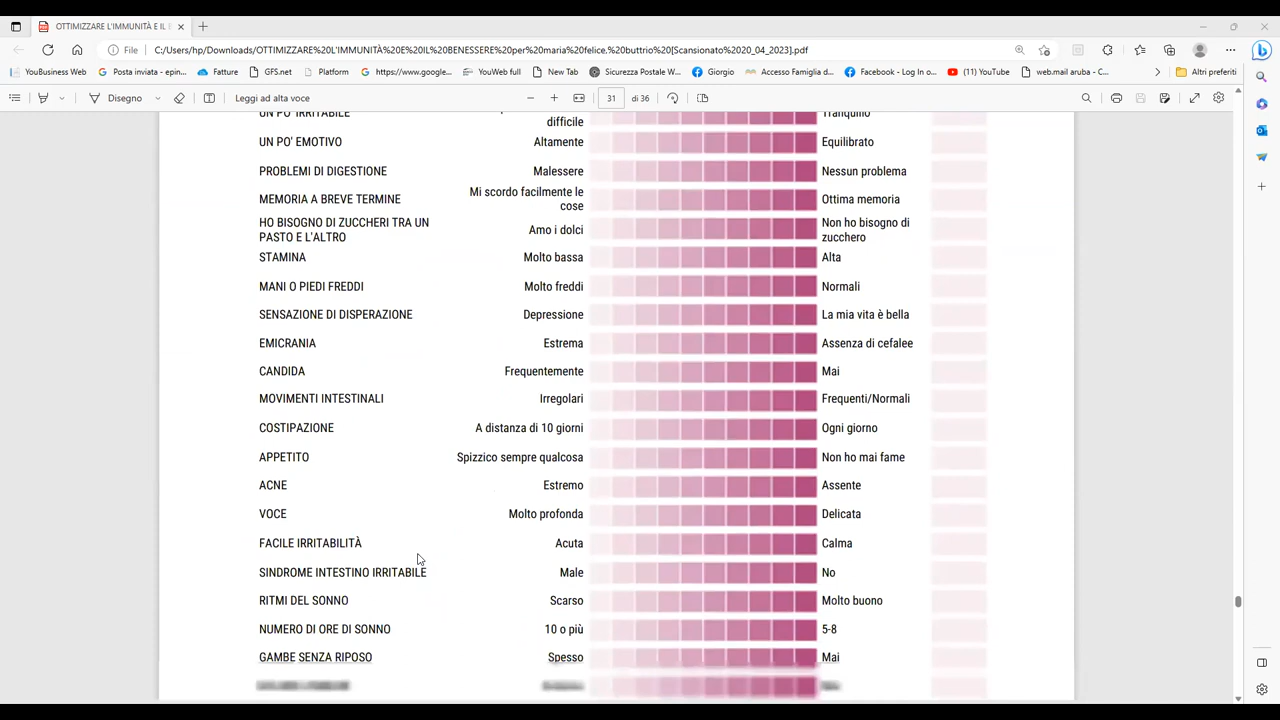 OTTIMIZZARE L'IMMUNITÀ E IL B
File C:/Users/hp/Downloads/OTTIMIZZARE%20L'IMMUNITÀ%20E%20IL%20BENESSERE%20per%20maria%20felice,%20buttrio%20[Scansionato%2020_04_2023].pdf
YouBusiness Web Posta inviata - epin... Fatture GFS.net Platform https://www.google... YouWeb full New Tab Sicurezza Postale W... Giorgio Accesso Famiglia d... Facebook - Log In o... (11) YouTube web.mail aruba - C... Altri preferiti
Disegno Leggi ad alta voce 31 di 36
UN PO' IRRITABILE difficile Tranquillo
UN PO' EMOTIVO Altamente Equilibrato
PROBLEMI DI DIGESTIONE Malessere Nessun problema
MEMORIA A BREVE TERMINE Mi scordo facilmente le cose Ottima memoria
HO BISOGNO DI ZUCCHERI TRA UN PASTO E L'ALTRO Amo i dolci Non ho bisogno di zucchero
STAMINA Molto bassa Alta
MANI O PIEDI FREDDI Molto freddi Normali
SENSAZIONE DI DISPERAZIONE Depressione La mia vita è bella
EMICRANIA Estrema Assenza di cefalee
CANDIDA Frequentemente Mai
MOVIMENTI INTESTINALI Irregolari Frequenti/Normali
COSTIPAZIONE A distanza di 10 giorni Ogni giorno
APPETITO Spizzico sempre qualcosa Non ho mai fame
ACNE Estremo Assente
VOCE Molto profonda Delicata
FACILE IRRITABILITÀ Acuta Calma
SINDROME INTESTINO IRRITABILE Male No
RITMI DEL SONNO Scarso Molto buono
NUMERO DI ORE DI SONNO 10 o più 5-8
GAMBE SENZA RIPOSO Spesso Mai